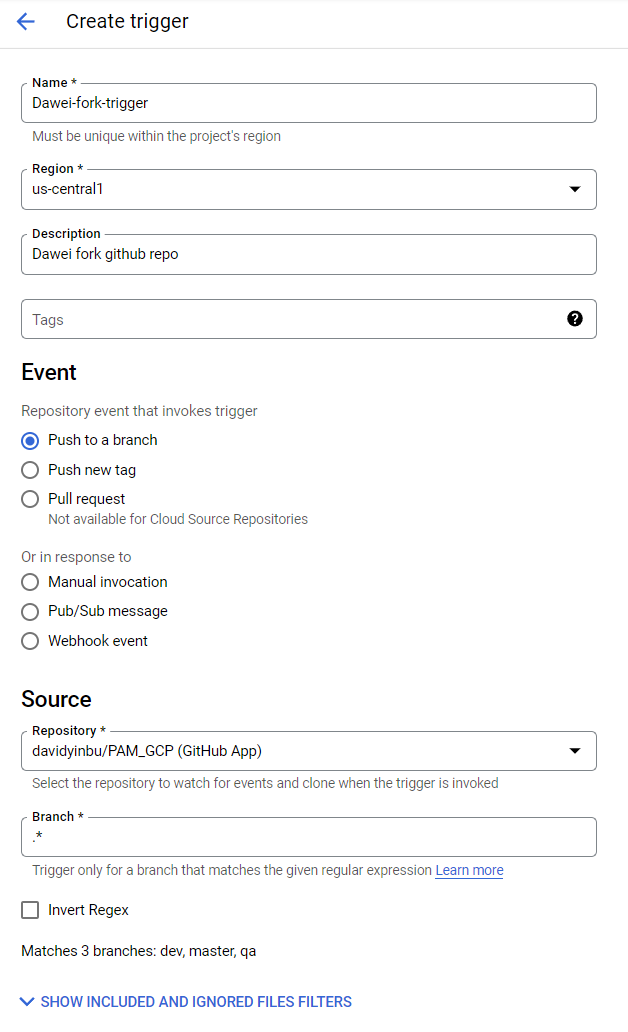 Create trigger
Name *
Dawei-fork-trigger
Must be unique within the project's region
Region *
us-central1
Description
Dawei fork github repo
Tags
Event
Repository event that invokes trigger
Push to a branch
Push new tag
Pull request
Not available for Cloud Source Repositories
Or in response to
Manual invocation
Pub/Sub message
Webhook event
Source
Repository *
davidyinbu/PAM_GCP (GitHub App)
Select the repository to watch for events and clone when the trigger is invoked
Branch *
.*
Trigger only for a branch that matches the given regular expression Learn more
Invert Regex
Matches 3 branches: dev, master, qa
SHOW INCLUDED AND IGNORED FILES FILTERS